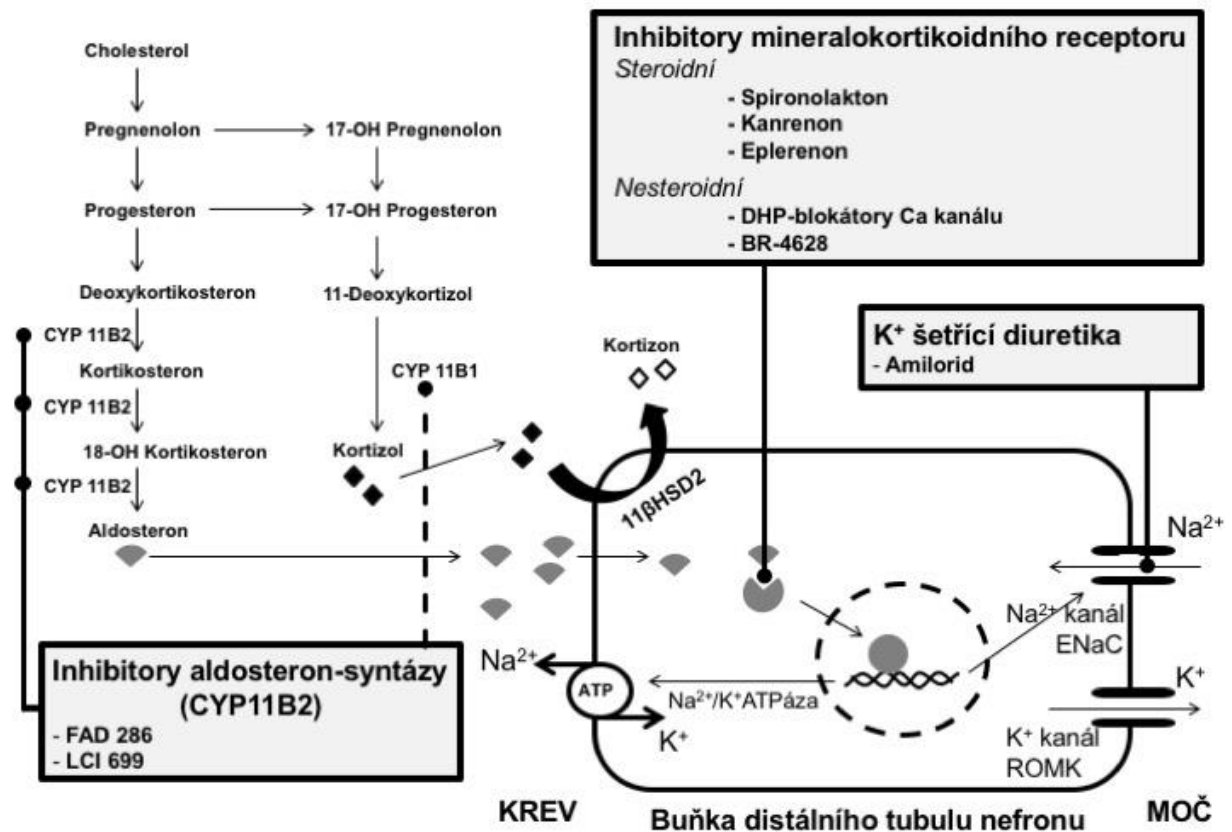 Cholesterol
Pregnenolon
17-OH Pregnenolon
Progesteron
17-OH Progesteron
Deoxykortikosteron
11-Deoxykortizol
CYP 11B2
Kortikosteron
CYP 11B1
CYP 11B2
18-OH Kortikosteron
Kortizol
CYP 11B2
Aldosteron
Kortizon
11βHSD2
Inhibitory mineralokortikoidního receptoru
Steroidní
- Spironolakton
- Kanrenon
- Eplerenon
Nesteroidní
- DHP-blokátory Ca kanálu
- BR-4628
K⁺ šetřící diuretika
- Amilorid
Inhibitory aldosteron-syntázy
(CYP11B2)
- FAD 286
- LCI 699
Na²⁺
ATP
K⁺
Na²⁺/K⁺ATPáza
Na²⁺
Na²⁺ kanál
ENaC
K⁺
K⁺ kanál
ROMK
KREV
Buňka distálního tubulu nefronu
MOČ